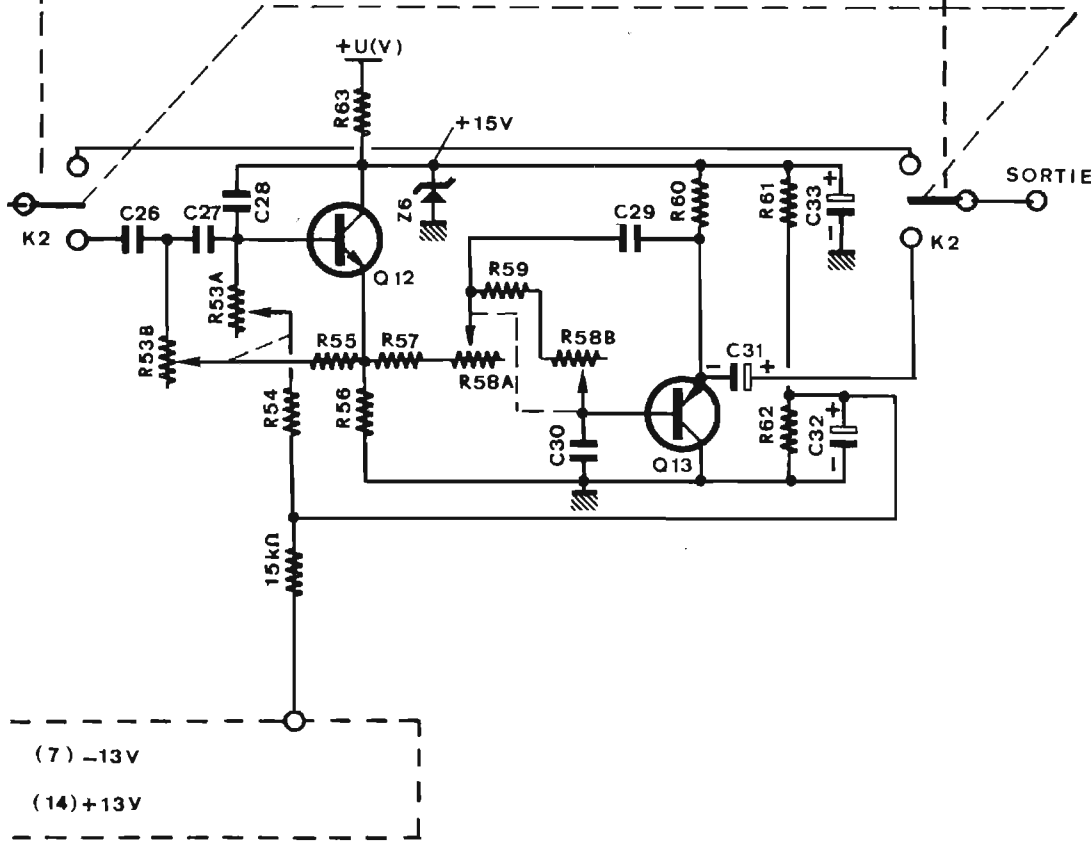 +U(V)
R63
+15V
SORTIE
C28
Z6
R60
R61
C33
+
-
C26
C27
C29
K2
K2
Q12
R53A
R59
R53B
R55
R57
R58B
R58A
C31
-
+
R54
R56
C30
Q13
R62
C32
+
-
15kΩ
(7) -13V
(14)+13V